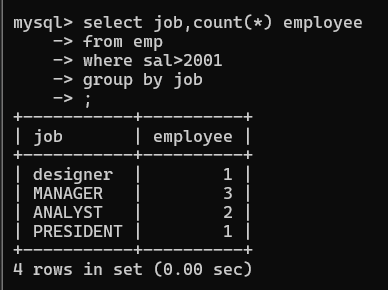 mysql> select job,count(*) employee
    -> from emp
    -> where sal>2001
    -> group by job
    -> ;
+-----------+----------+
| job       | employee |
+-----------+----------+
| designer  |        1 |
| MANAGER   |        3 |
| ANALYST   |        2 |
| PRESIDENT |        1 |
+-----------+----------+
4 rows in set (0.00 sec)